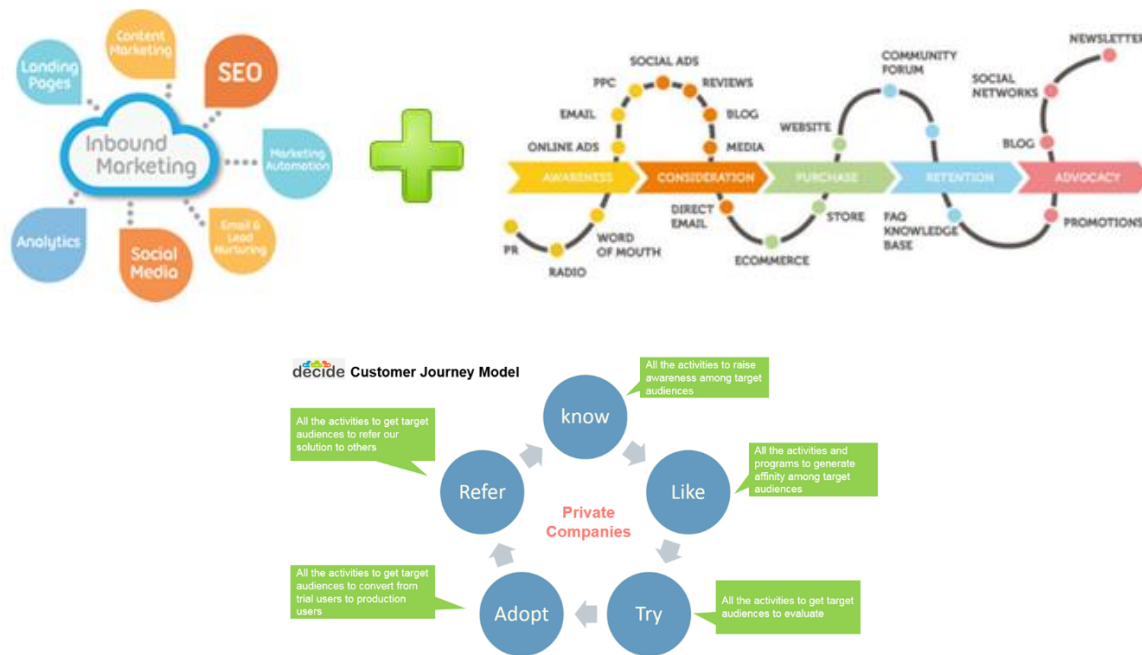 Content
Marketing
Landing
Pages
SEO
Inbound
Marketing
Marketing
Automation
Analytics
Social
Media
Email &
Lead
Nurturing
NEWSLETTER
SOCIAL
NETWORKS
COMMUNITY
FORUM
SOCIAL ADS
PPC
REVIEWS
EMAIL
BLOG
WEBSITE
ONLINE ADS
MEDIA
BLOG
AWARENESS
CONSIDERATION
PURCHASE
RETENTION
ADVOCACY
PR
RADIO
WORD
OF MOUTH
DIRECT
EMAIL
ECOMMERCE
STORE
FAQ
KNOWLEDGE
BASE
PROMOTIONS
decide Customer Journey Model
know
All the activities to raise
awareness among target
audiences
All the activities to get target
audiences to refer our
solution to others
Refer
Like
All the activities and
programs to generate
affinity among target
audiences
Private
Companies
All the activities to get target
audiences to convert from
trial users to production
users
Adopt
Try
All the activities to get target
audiences to evaluate